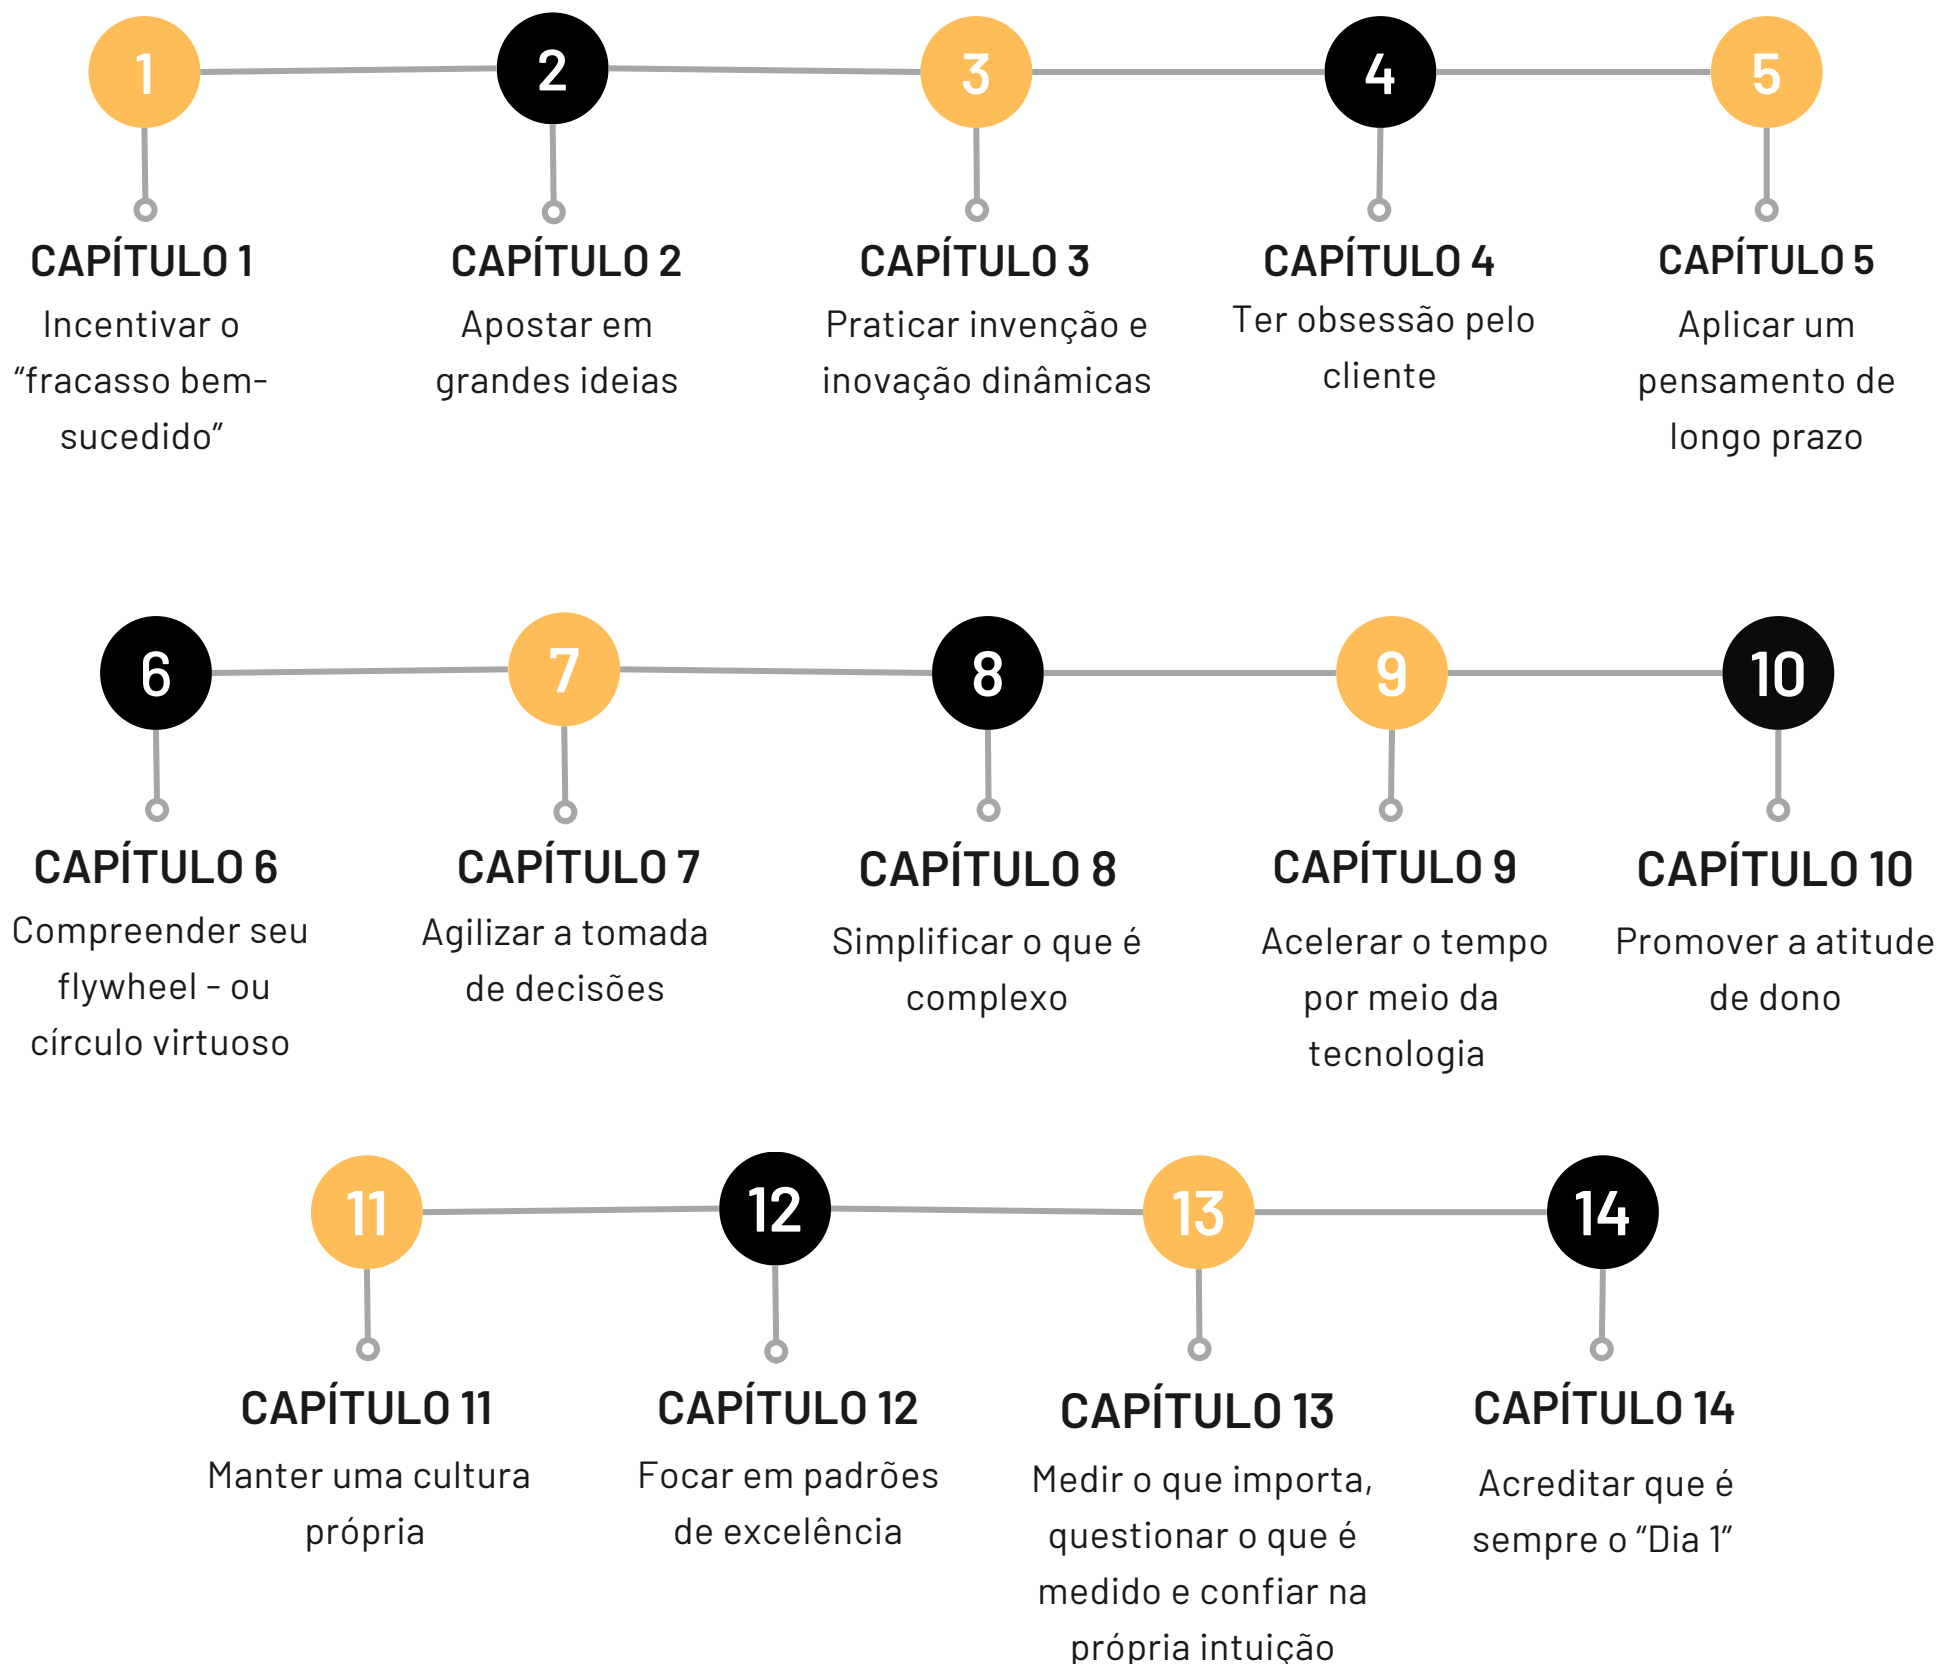 1
2
3
4
5
CAPÍTULO 1
Incentivar o
“fracasso bem-
sucedido”
CAPÍTULO 2
Apostar em
grandes ideias
CAPÍTULO 3
Praticar invenção e
inovação dinâmicas
CAPÍTULO 4
Ter obsessão pelo
cliente
CAPÍTULO 5
Aplicar um
pensamento de
longo prazo
6
7
8
9
10
CAPÍTULO 6
Compreender seu
flywheel - ou
círculo virtuoso
CAPÍTULO 7
Agilizar a tomada
de decisões
CAPÍTULO 8
Simplificar o que é
complexo
CAPÍTULO 9
Acelerar o tempo
por meio da
tecnologia
CAPÍTULO 10
Promover a atitude
de dono
11
12
13
14
CAPÍTULO 11
Manter uma cultura
própria
CAPÍTULO 12
Focar em padrões
de excelência
CAPÍTULO 13
Medir o que importa,
questionar o que é
medido e confiar na
própria intuição
CAPÍTULO 14
Acreditar que é
sempre o “Dia 1”